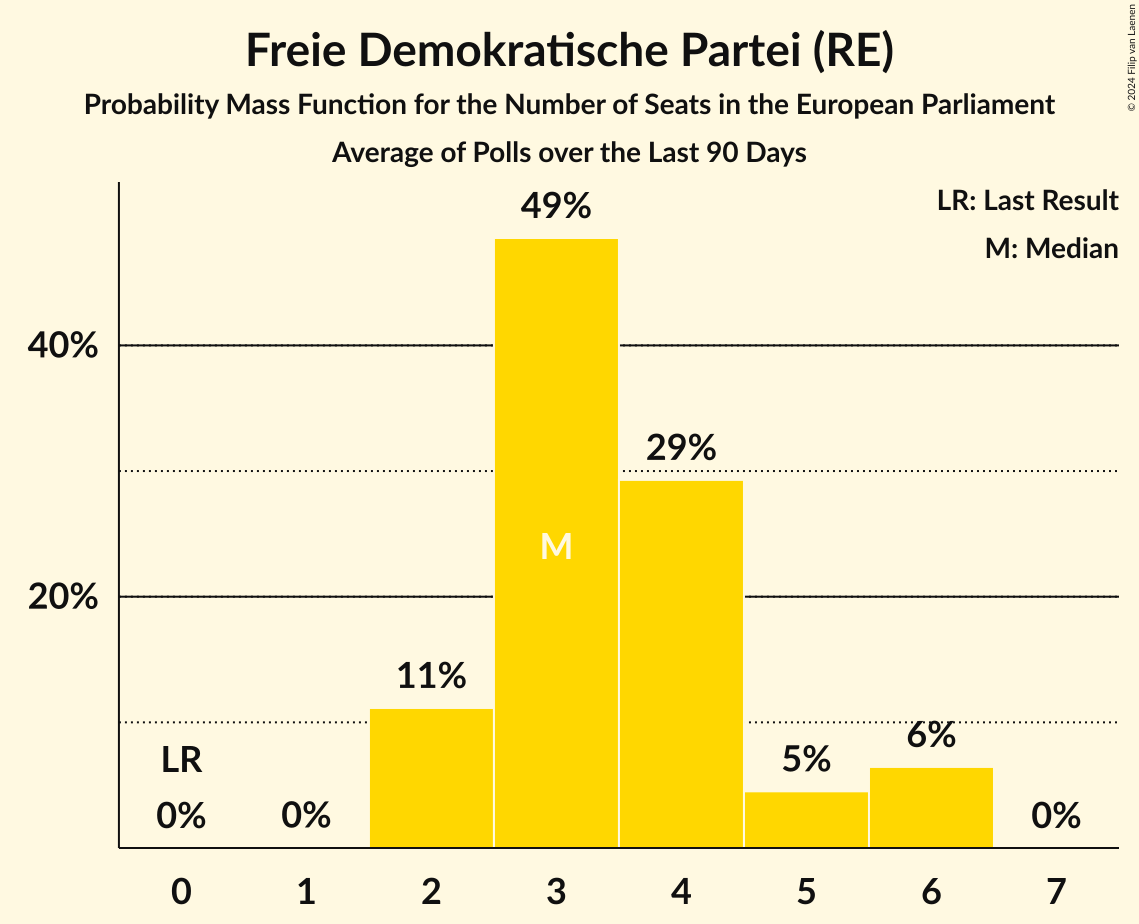 Freie Demokratische Partei (RE)
Probability Mass Function for the Number of Seats in the European Parliament
Average of Polls over the Last 90 Days
© 2024 Filip van Laenen
LR: Last Result
M: Median
49%
40%
29%
M
20%
11%
LR
6%
5%
0%
0%
0%
0 1 2 3 4 5 6 7